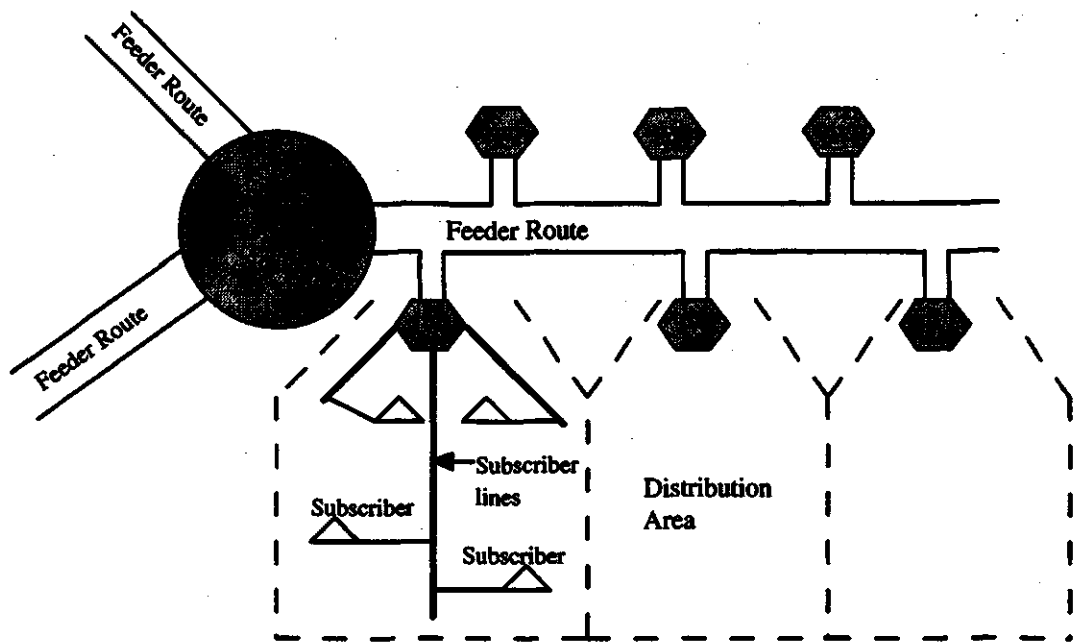 Feeder Route
Feeder Route
Feeder Route
Subscriber
lines
Distribution
Area
Subscriber
Subscriber